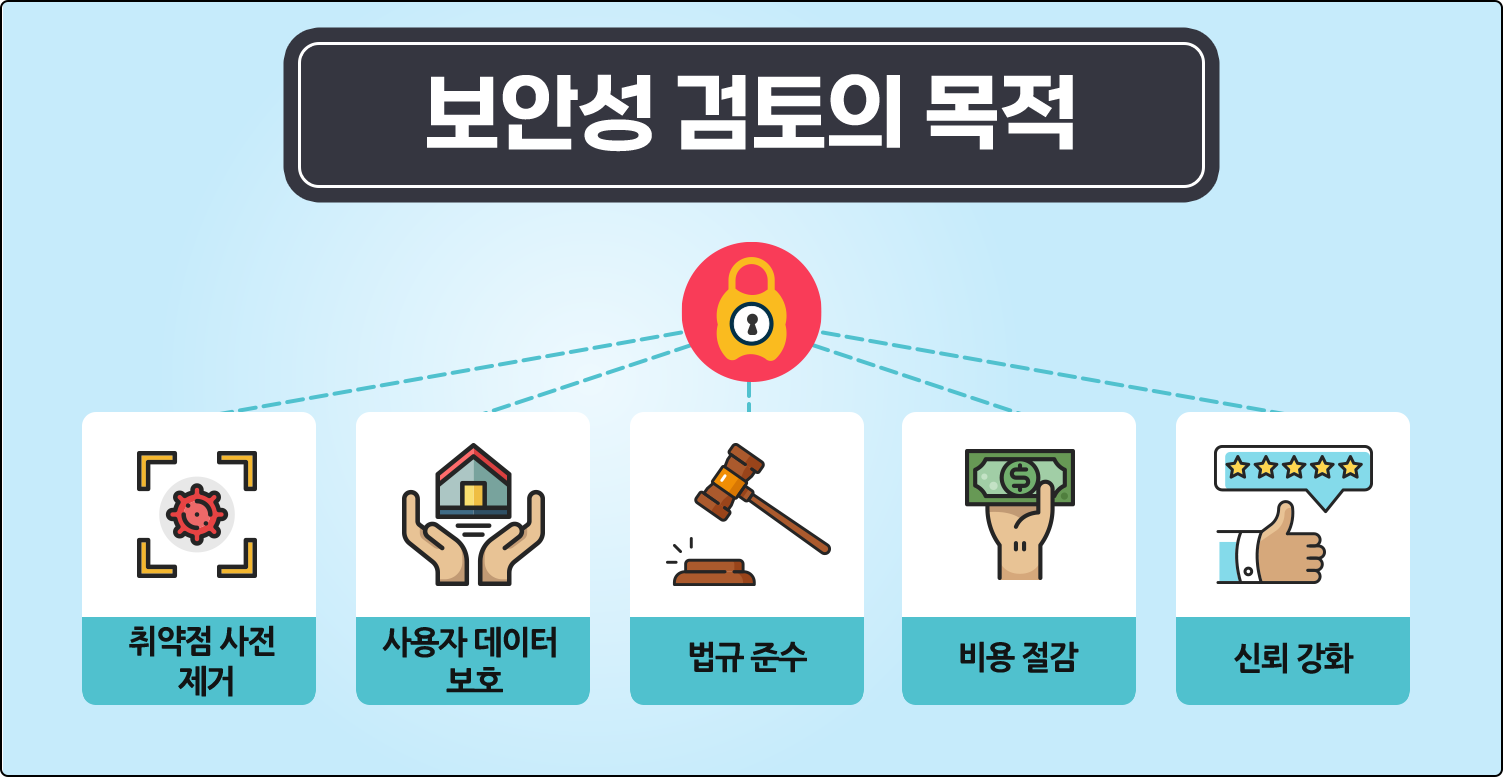 보안성 검토의 목적
취약점 사전
제거
사용자 데이터
보호
법규 준수
비용 절감
신뢰 강화